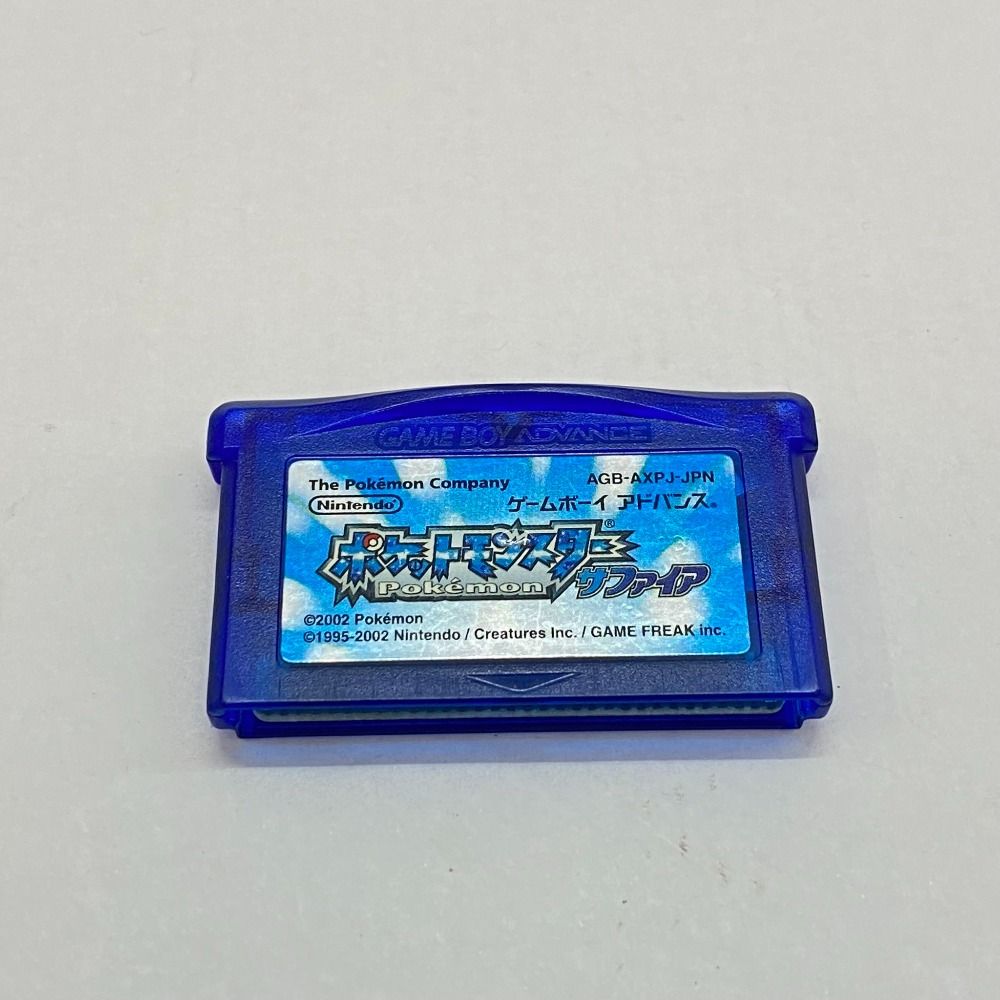 GAME BOY ADVANCE
The Pokémon Company
AGB-AXPJ-JPN
Nintendo
ゲームボーイ アドバンス®
ポケットモンスター®
Pokémon
サファイア
©2002 Pokémon
©1995-2002 Nintendo / Creatures Inc. / GAME FREAK inc.